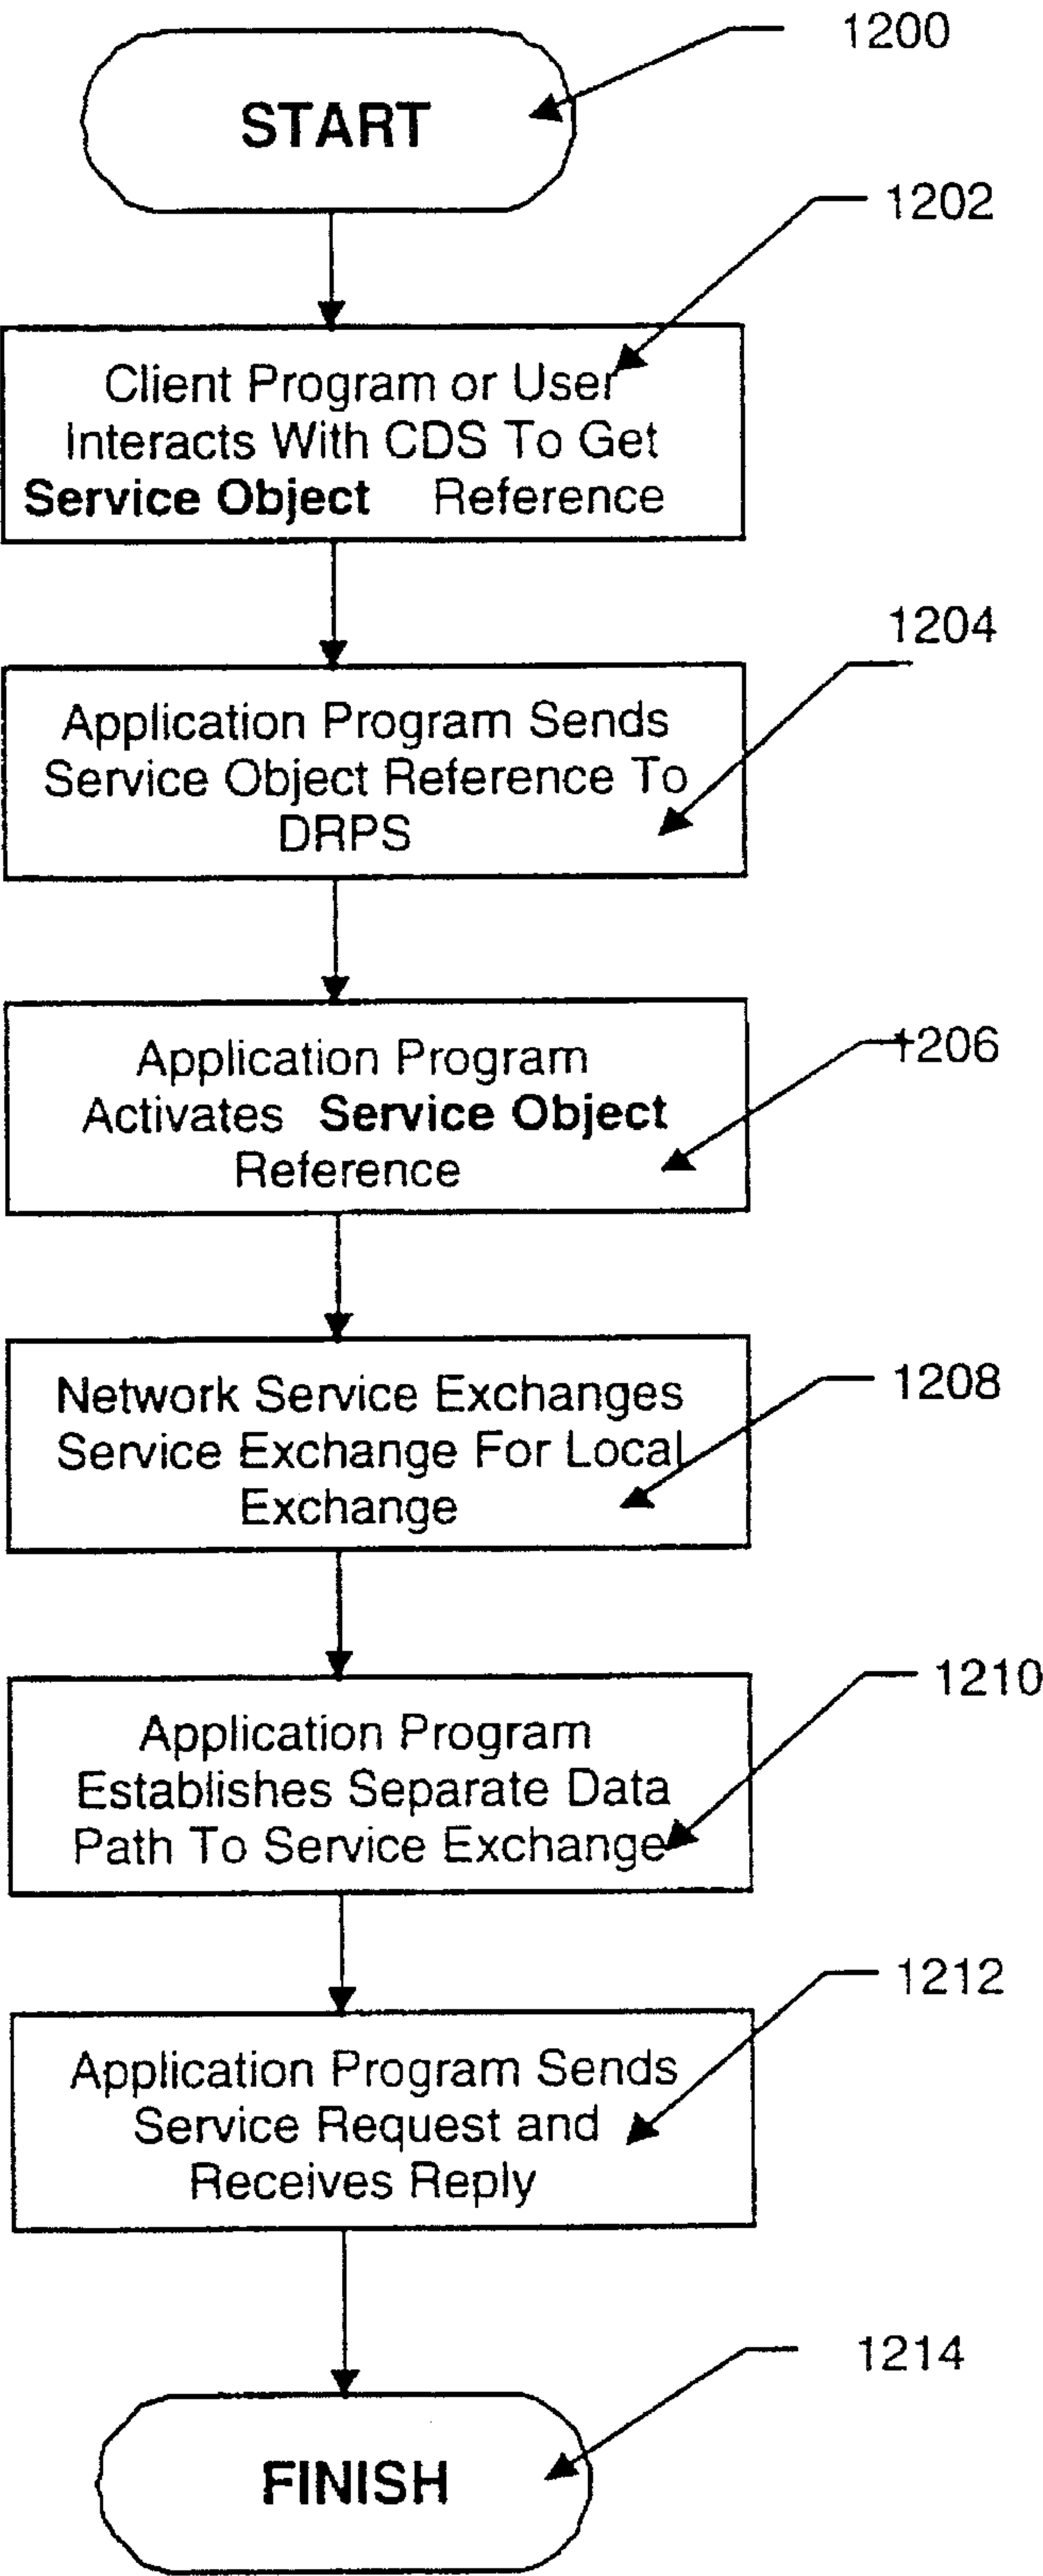 1200
START
1202
Client Program or User
Interacts With CDS To Get
Service Object Reference
1204
Application Program Sends
Service Object Reference To
DRPS
1206
Application Program
Activates Service Object
Reference
1208
Network Service Exchanges
Service Exchange For Local
Exchange
1210
Application Program
Establishes Separate Data
Path To Service Exchange
1212
Application Program Sends
Service Request and
Receives Reply
1214
FINISH